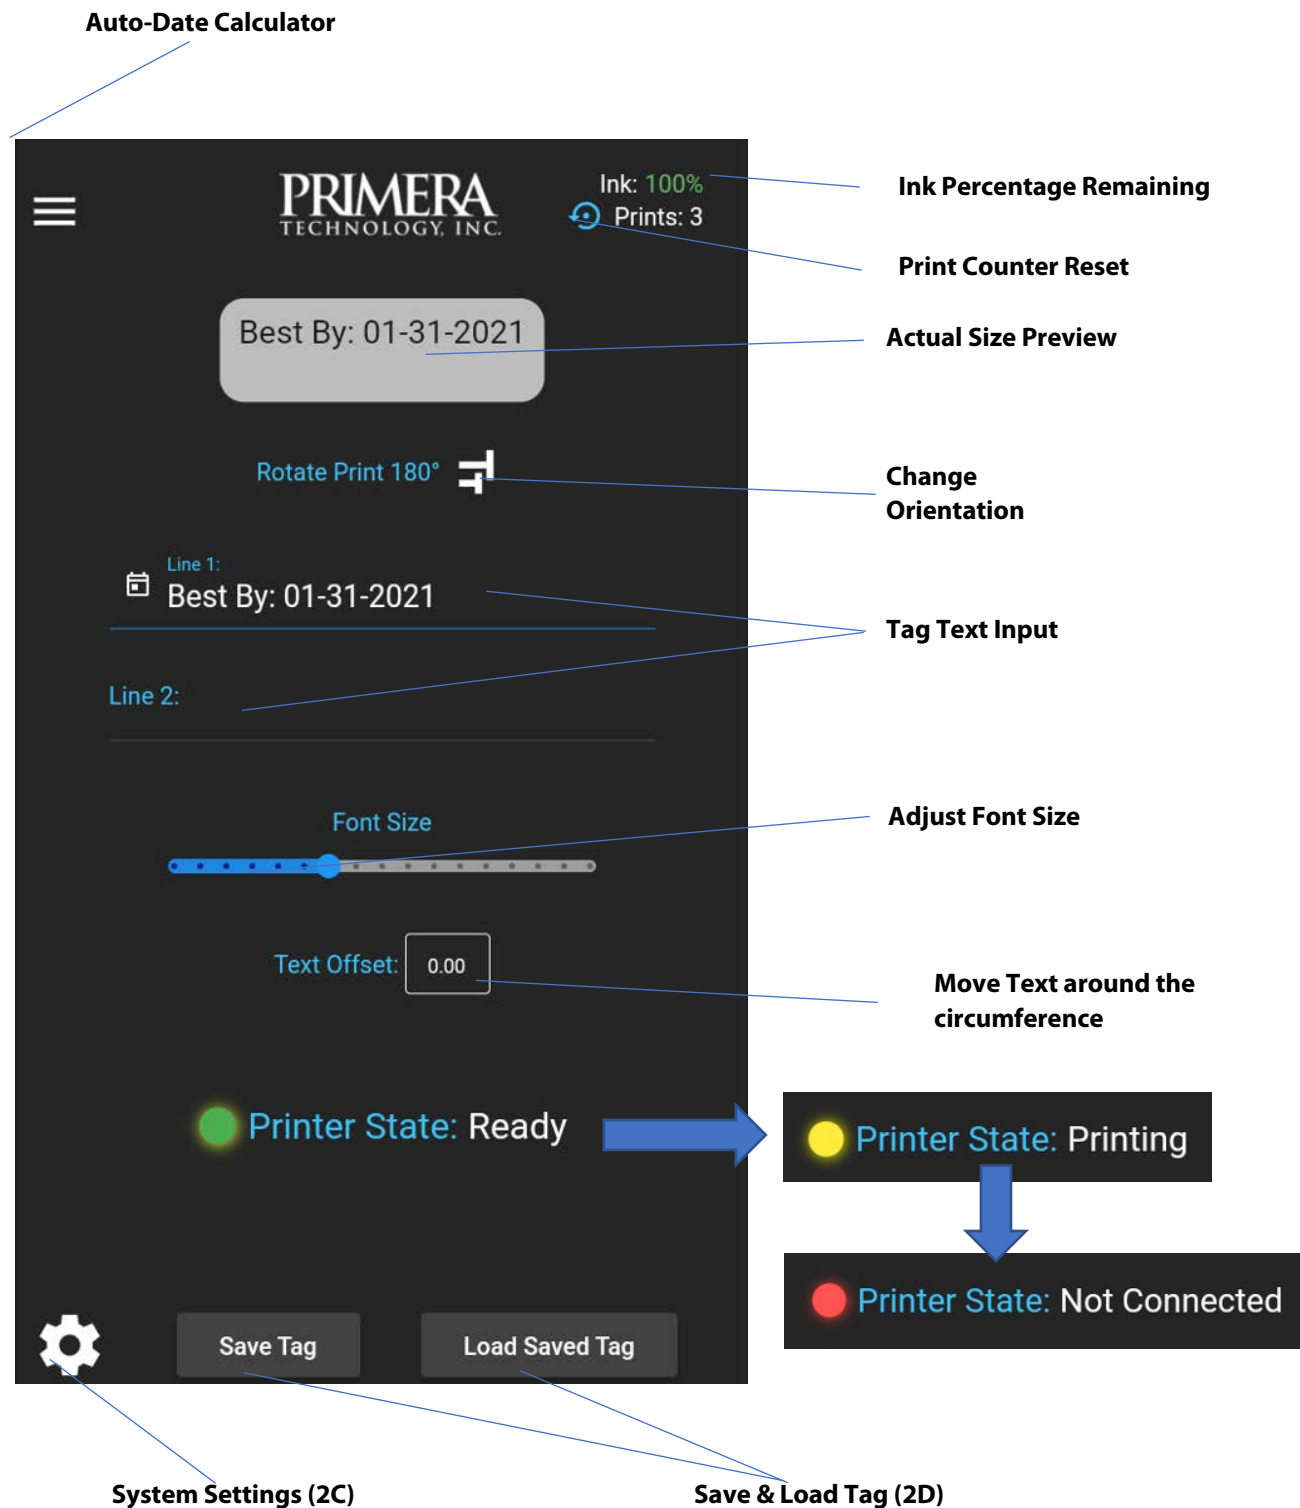 Auto-Date Calculator
PRIMERA
TECHNOLOGY, INC.
Ink: 100%
Prints: 3
Ink Percentage Remaining
Print Counter Reset
Best By: 01-31-2021
Actual Size Preview
Rotate Print 180°
Change
Orientation
Line 1:
Best By: 01-31-2021
Tag Text Input
Line 2:
Font Size
Adjust Font Size
Text Offset: 0.00
Move Text around the
circumference
Printer State: Ready
Printer State: Printing
Printer State: Not Connected
Save Tag
Load Saved Tag
System Settings (2C)
Save & Load Tag (2D)